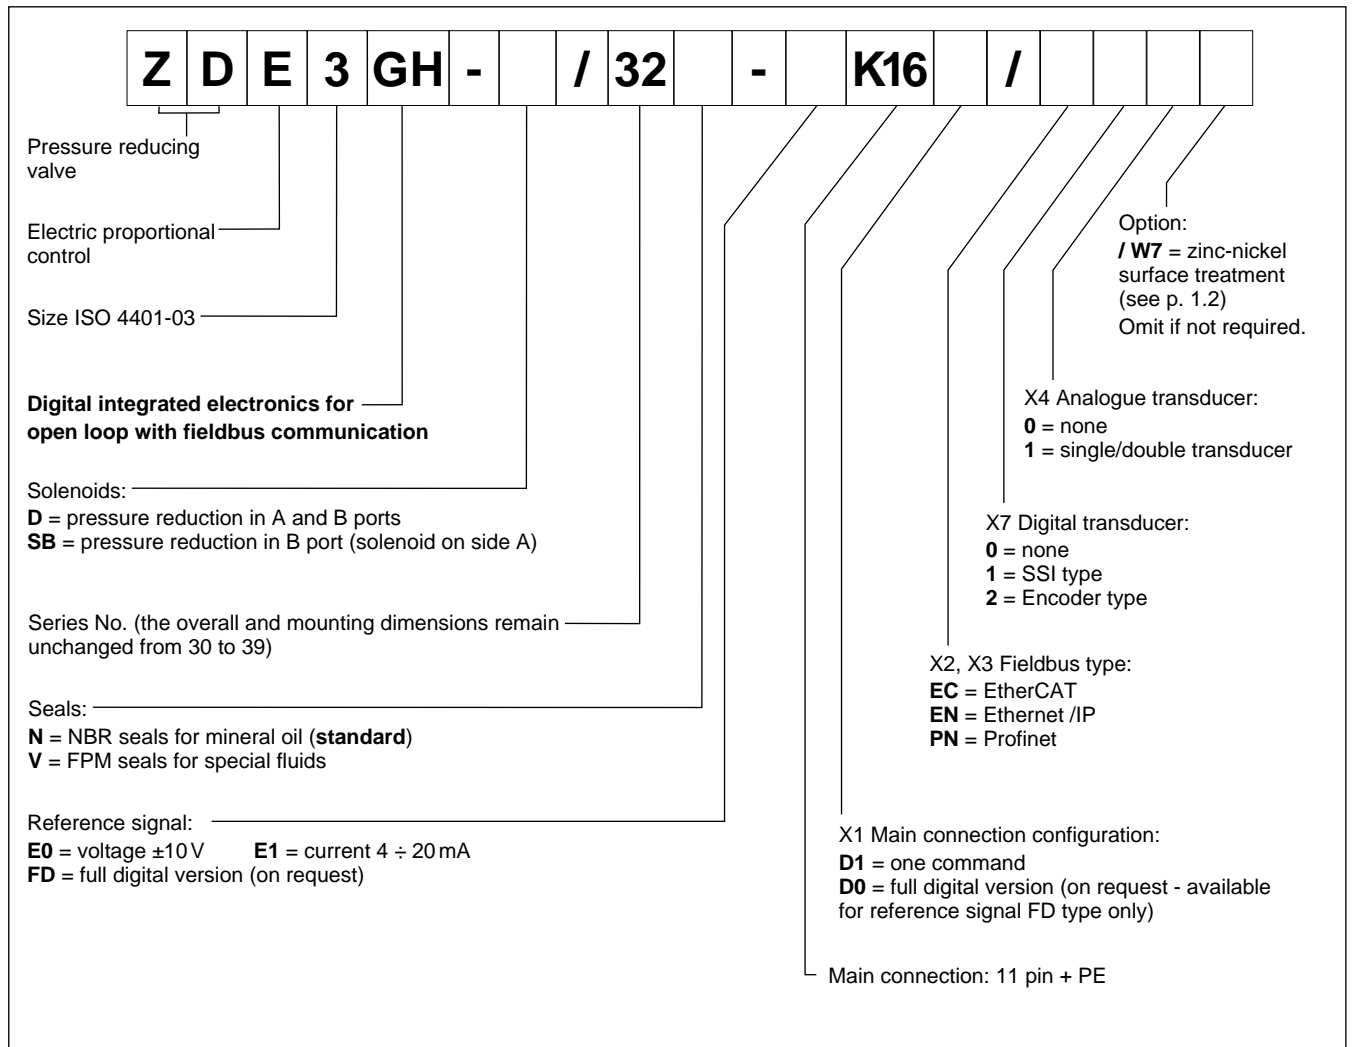 Z D E 3 GH - / 32 - K16 /
Pressure reducing
valve
Electric proportional
control
Size ISO 4401-03
Digital integrated electronics for
open loop with fieldbus communication
Solenoids:
D = pressure reduction in A and B ports
SB = pressure reduction in B port (solenoid on side A)
Series No. (the overall and mounting dimensions remain
unchanged from 30 to 39)
Seals:
N = NBR seals for mineral oil (standard)
V = FPM seals for special fluids
Reference signal:
E0 = voltage ±10 V E1 = current 4 ÷ 20 mA
FD = full digital version (on request)
Option:
/ W7 = zinc-nickel
surface treatment
(see p. 1.2)
Omit if not required.
X4 Analogue transducer:
0 = none
1 = single/double transducer
X7 Digital transducer:
0 = none
1 = SSI type
2 = Encoder type
X2, X3 Fieldbus type:
EC = EtherCAT
EN = Ethernet /IP
PN = Profinet
X1 Main connection configuration:
D1 = one command
D0 = full digital version (on request - available
for reference signal FD type only)
Main connection: 11 pin + PE